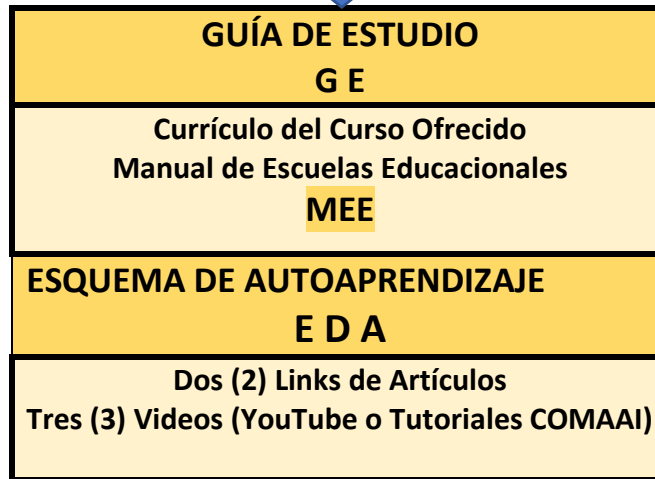 GUÍA DE ESTUDIO
G E
Currículo del Curso Ofrecido
Manual de Escuelas Educacionales
MEE
ESQUEMA DE AUTOAPRENDIZAJE
E D A
Dos (2) Links de Artículos
Tres (3) Videos (YouTube o Tutoriales COMAAI)